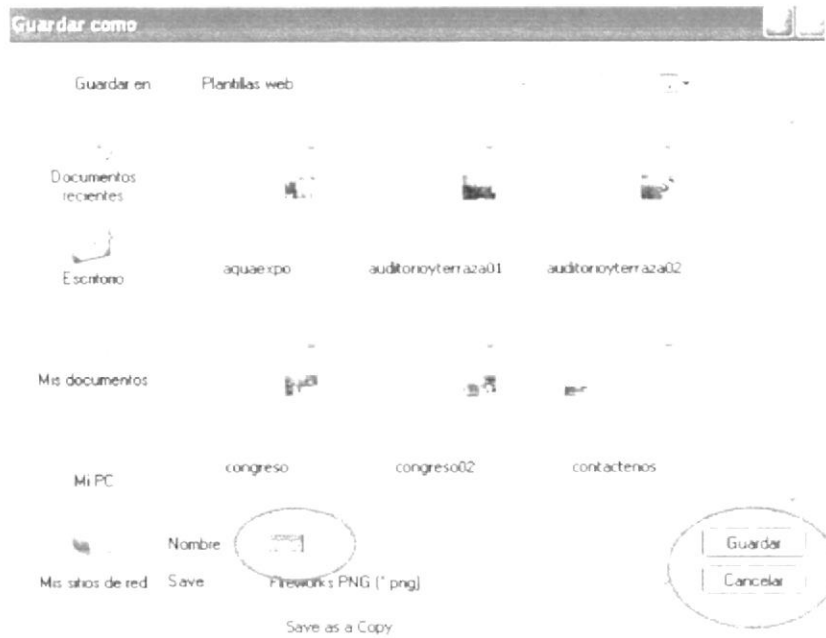 Guardar como
Guardar en Plantillas web
Documentos
recientes
Escritorio
aquaexpo auditorioyterraza01 auditorioyterraza02
Mis documentos
congreso congreso02 contactenos
Mi PC
Nombre
Guardar
Mis sitios de red Save Fireworks PNG (*.png)
Cancelar
Save as a Copy